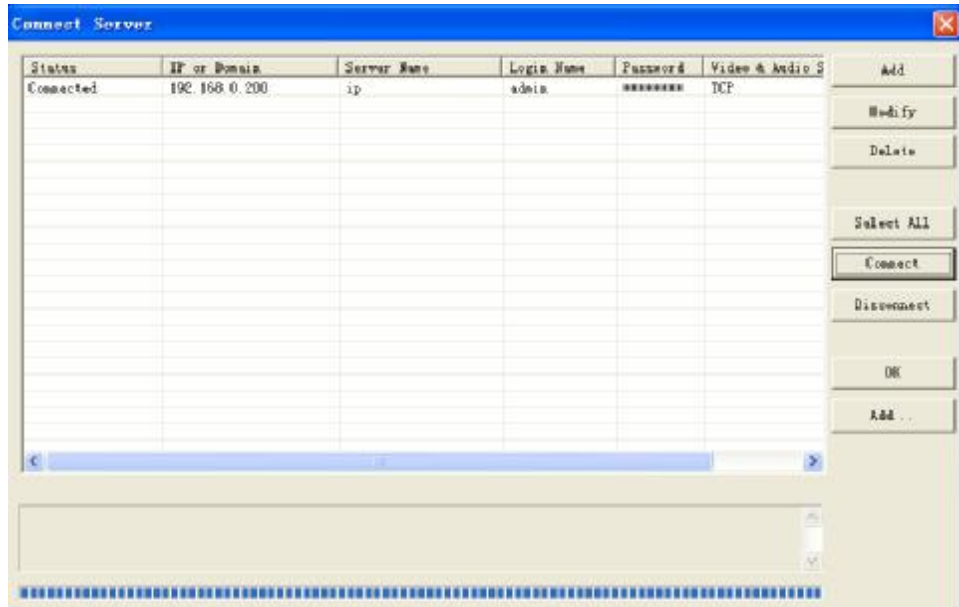 Connect Server
Status IP or Domain Server Name Login Name Password Video & Audio S
Connected 192.168.0.200 ip admin ******** TCP
Add
Modify
Delete
Select All
Connect
Disconnect
OK
Add ..